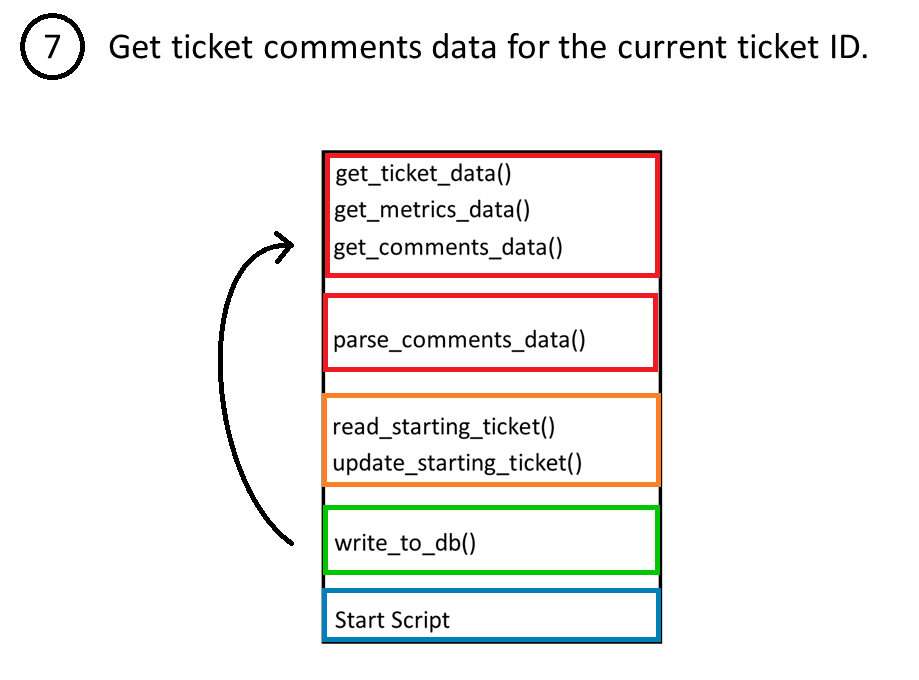 7 Get ticket comments data for the current ticket ID.
get_ticket_data()
get_metrics_data()
get_comments_data()
parse_comments_data()
read_starting_ticket()
update_starting_ticket()
write_to_db()
Start Script